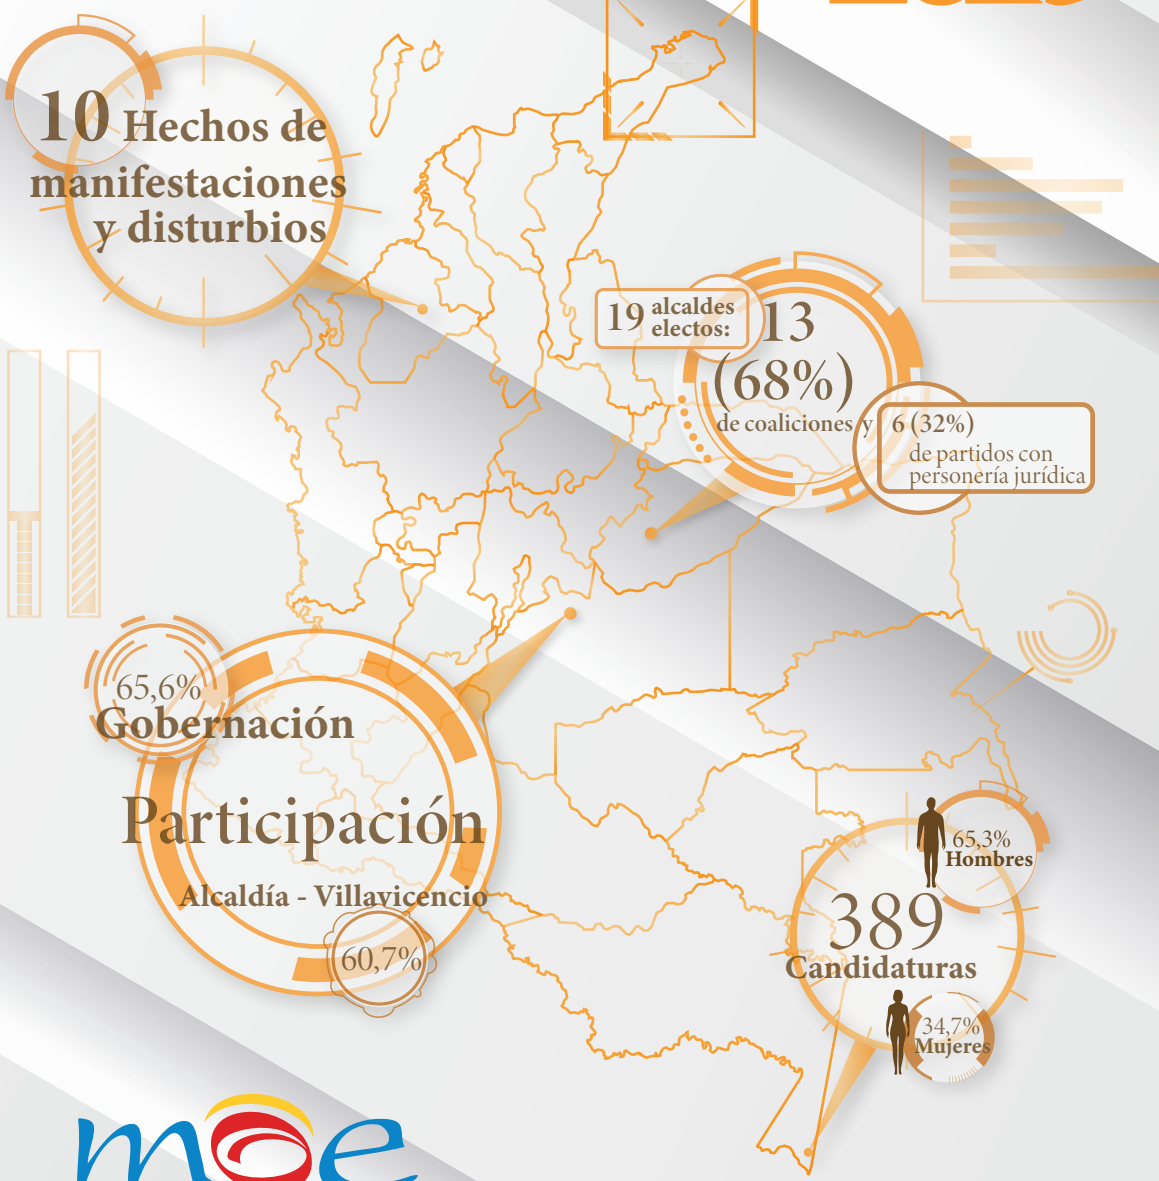 10 Hechos de
manifestaciones
y disturbios
19 alcaldes
electos:
13
(68%)
de coaliciones y
6 (32%)
de partidos con
personería jurídica
65,6%
Gobernación
Participación
Alcaldía - Villavicencio
60,7%
65,3%
Hombres
389
Candidaturas
34,7%
Mujeres
moe